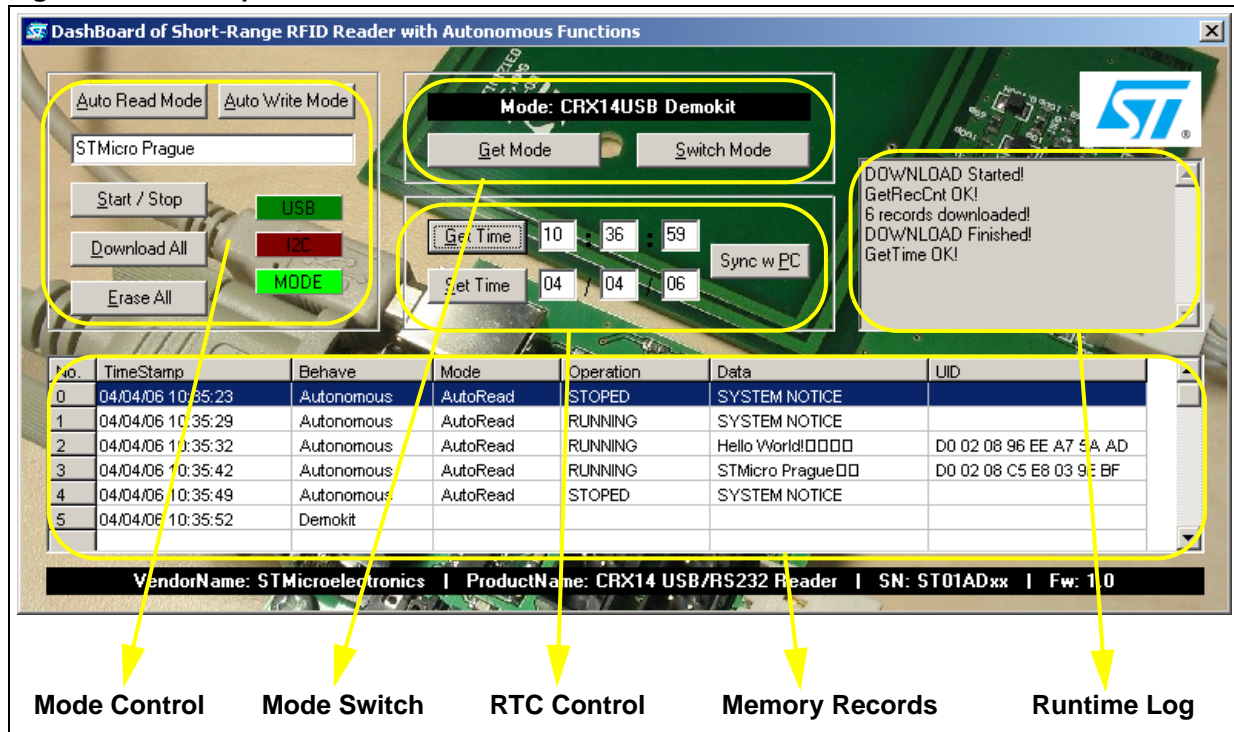 DashBoard of Short-Range RFID Reader with Autonomous Functions
Auto Read Mode Auto Write Mode
STMicro Prague
Start / Stop
Download All
Erase All
USB
I2C
MODE
Mode: CRX14USB Demokit
Get Mode Switch Mode
Get Time 10 : 36 : 59
Set Time 04 / 04 / 06
Sync w PC
ST ®
DOWNLOAD Started!
GetRecCnt OK!
6 records downloaded!
DOWNLOAD Finished!
GetTime OK!
No. TimeStamp Behave Mode Operation Data UID
0 04/04/06 10:35:23 Autonomous AutoRead STOPED SYSTEM NOTICE
1 04/04/06 10:35:29 Autonomous AutoRead RUNNING SYSTEM NOTICE
2 04/04/06 10:35:32 Autonomous AutoRead RUNNING Hello World!□□□□ D0 02 08 96 EE A7 5A AD
3 04/04/06 10:35:42 Autonomous AutoRead RUNNING STMicro Prague□□ D0 02 08 C5 E8 03 9E BF
4 04/04/06 10:35:49 Autonomous AutoRead STOPED SYSTEM NOTICE
5 04/04/06 10:35:52 Demokit
VendorName: STMicroelectronics | ProductName: CRX14 USB/RS232 Reader | SN: ST01ADxx | Fw: 1.0
Mode Control Mode Switch RTC Control Memory Records Runtime Log